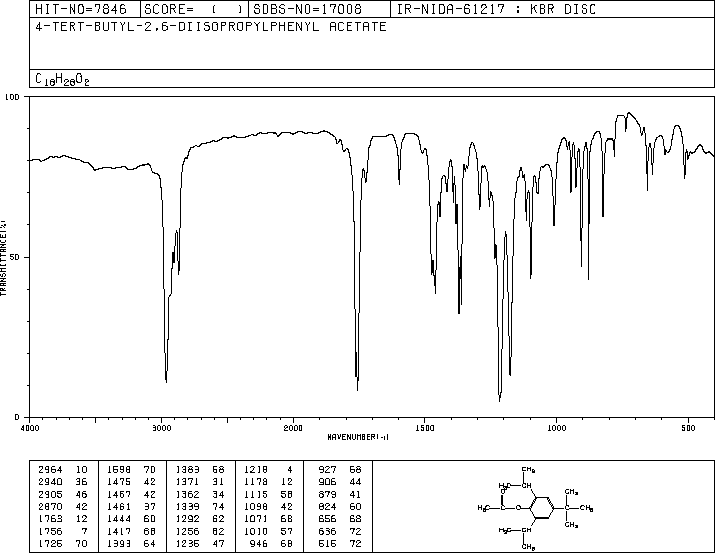 HIT-NO=7846 SCORE= ( ) SDBS-NO=17008 IR-NIDA-61217 : KBR DISC
4-TERT-BUTYL-2,6-DIISOPROPYLPHENYL ACETATE
C18H28O2
100
50
0
TRANSMITTANCE(%)
4000 3000 2000 1500 1000 500
WAVENUMBER(-1)
2964 10 1598 70 1383 68 1218 4 927 68
2940 36 1475 42 1371 31 1178 12 906 44
2905 46 1467 42 1362 34 1115 58 879 41
2870 42 1461 37 1339 74 1098 42 824 60
1763 12 1444 60 1292 62 1071 68 656 68
1756 7 1417 68 1256 62 1010 57 636 72
1725 70 1393 64 1235 47 946 68 515 72
CH3
H3C CH
O CH3
H3C C O C CH3
CH3
H3C CH
CH3